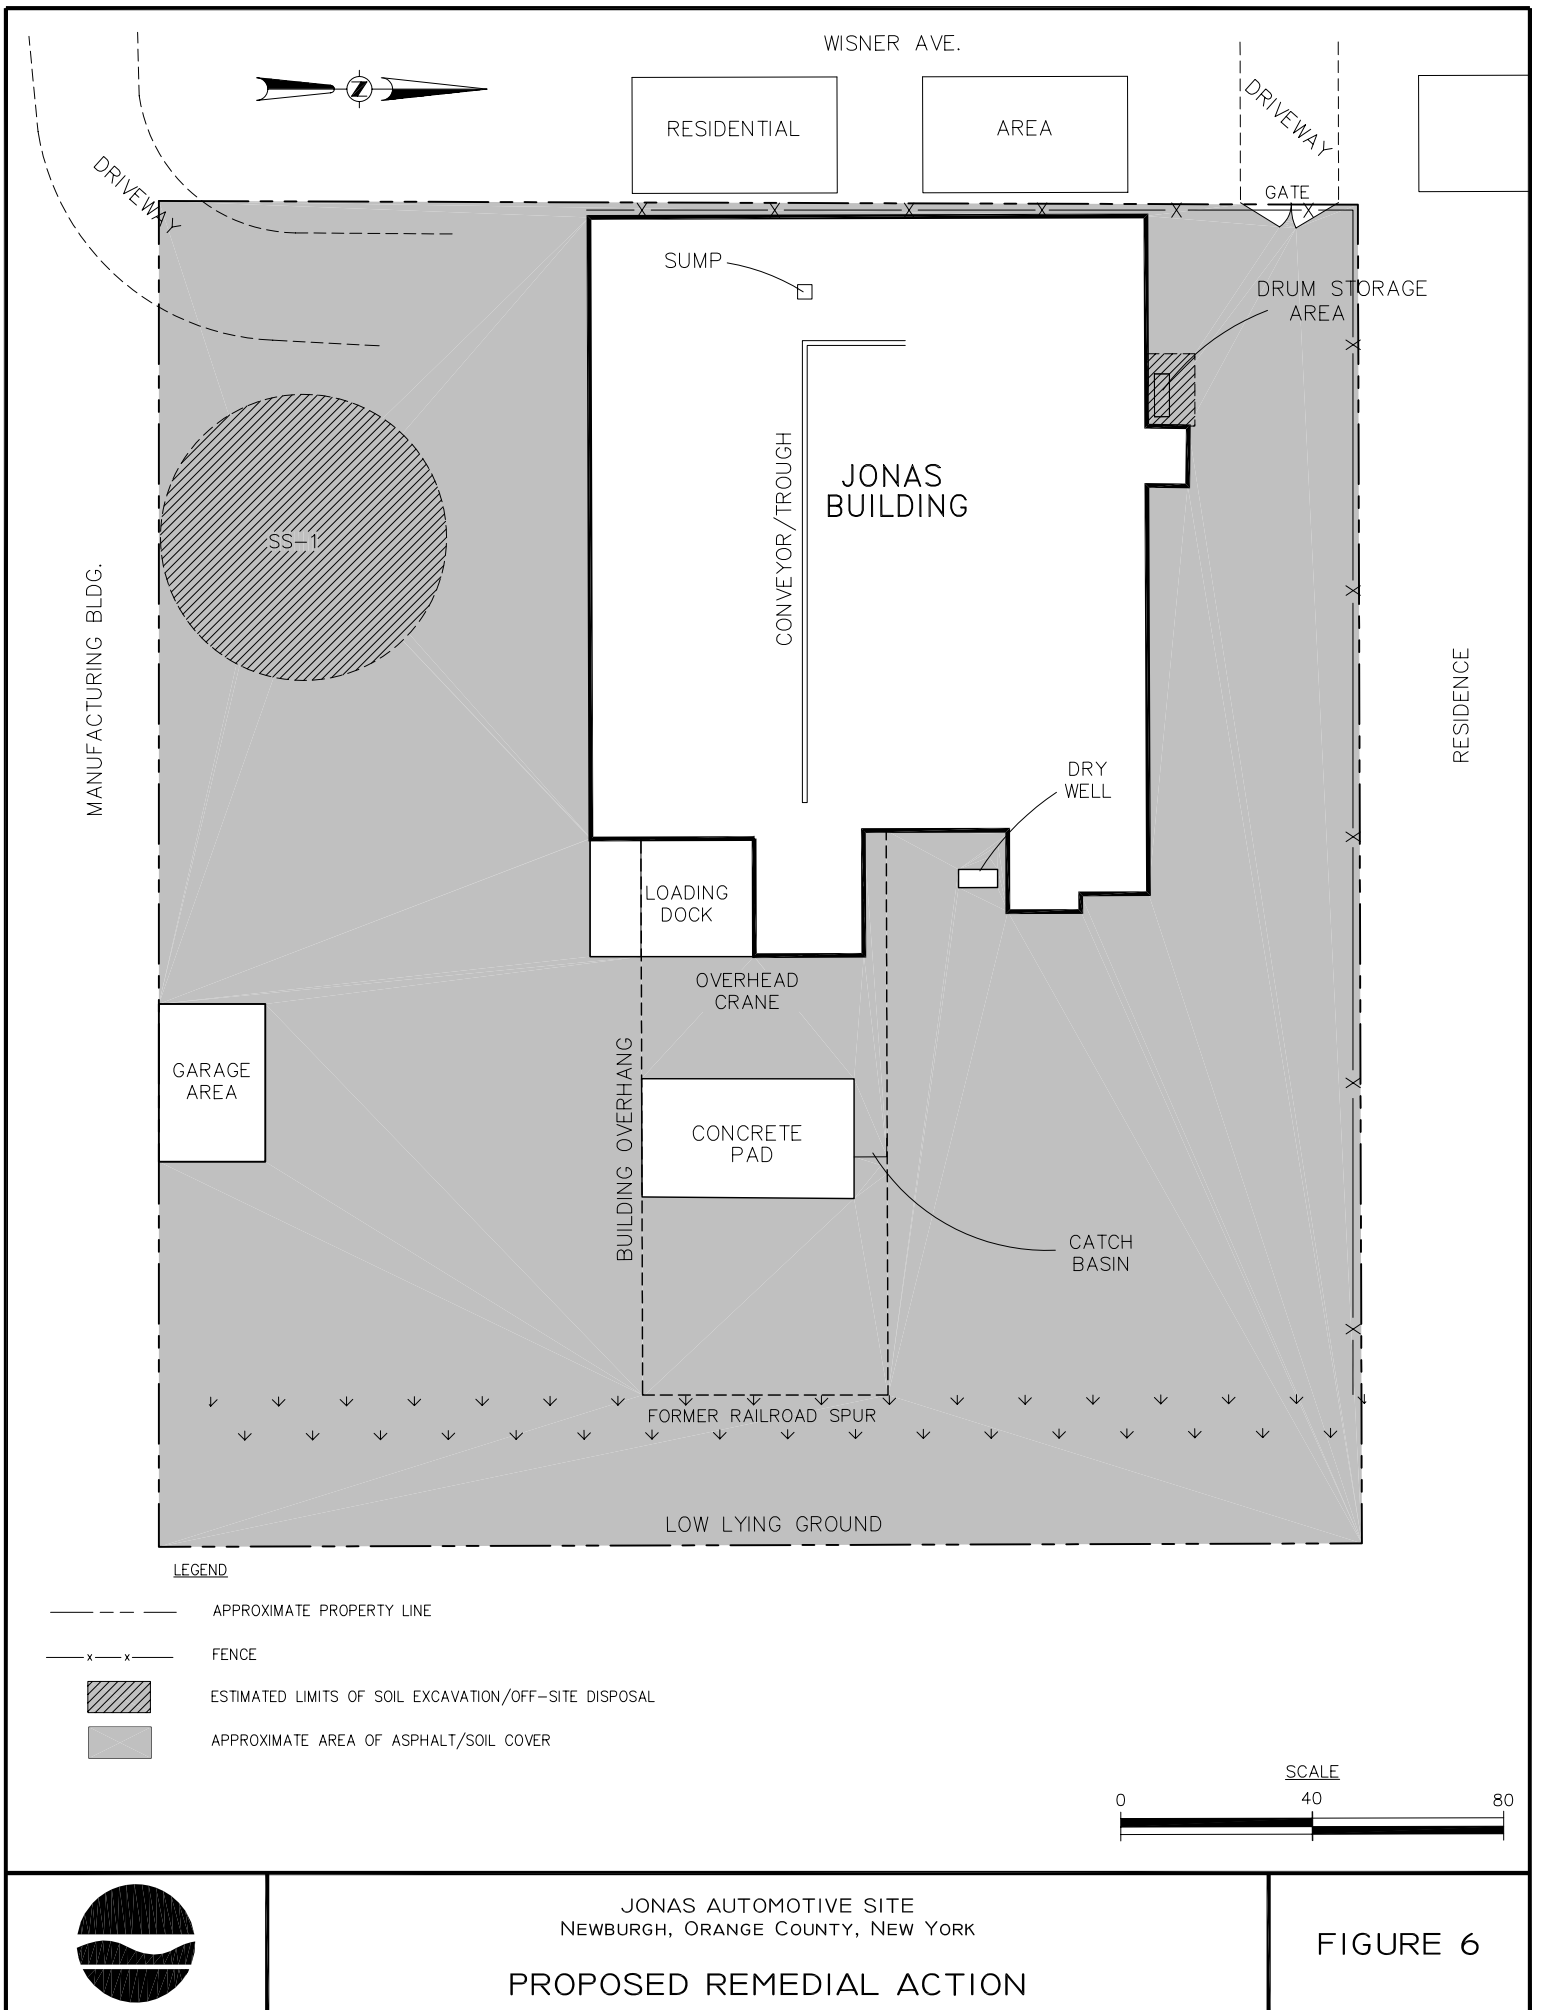 WISNER AVE.
Z
RESIDENTIAL
AREA
DRIVEWAY
DRIVEWAY
GATE
SUMP
DRUM STORAGE
AREA
CONVEYOR/TROUGH
JONAS
BUILDING
SS-1
MANUFACTURING BLDG.
RESIDENCE
DRY
WELL
LOADING
DOCK
OVERHEAD
CRANE
GARAGE
AREA
BUILDING OVERHANG
CONCRETE
PAD
CATCH
BASIN
FORMER RAILROAD SPUR
LOW LYING GROUND
LEGEND
APPROXIMATE PROPERTY LINE
FENCE
ESTIMATED LIMITS OF SOIL EXCAVATION/OFF-SITE DISPOSAL
APPROXIMATE AREA OF ASPHALT/SOIL COVER
SCALE
0 40 80
JONAS AUTOMOTIVE SITE
NEWBURGH, ORANGE COUNTY, NEW YORK
PROPOSED REMEDIAL ACTION
FIGURE 6